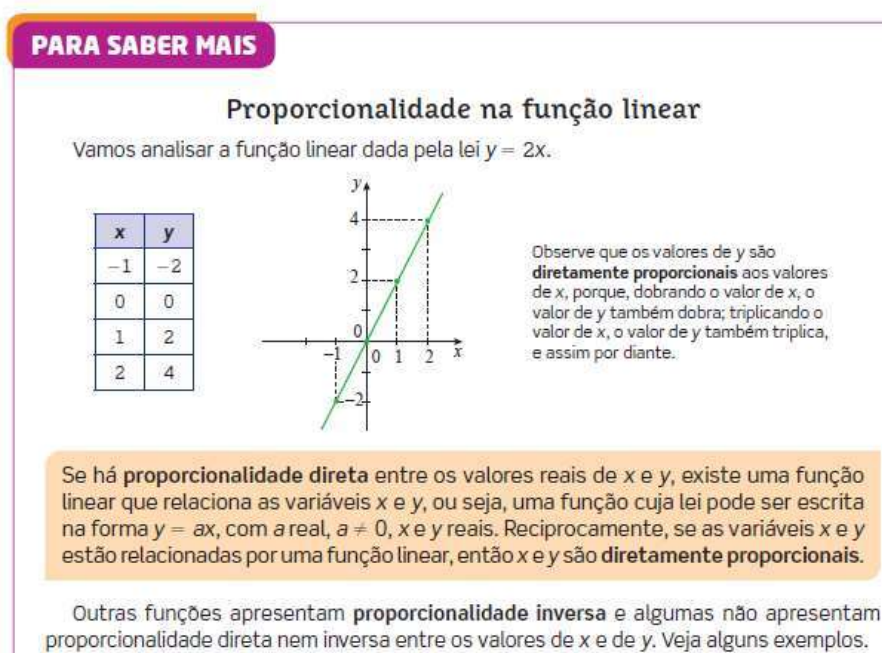 PARA SABER MAIS
Proporcionalidade na função linear
Vamos analisar a função linear dada pela lei y = 2x.
x y
−1 −2
0 0
1 2
2 4
y
4
2
0
−1 0 1 2 x
−2
Observe que os valores de y são
diretamente proporcionais aos valores
de x, porque, dobrando o valor de x, o
valor de y também dobra; triplicando o
valor de x, o valor de y também triplica,
e assim por diante.
Se há proporcionalidade direta entre os valores reais de x e y, existe uma função
linear que relaciona as variáveis x e y, ou seja, uma função cuja lei pode ser escrita
na forma y = ax, com a real, a ≠ 0, x e y reais. Reciprocamente, se as variáveis x e y
estão relacionadas por uma função linear, então x e y são diretamente proporcionais.
Outras funções apresentam proporcionalidade inversa e algumas não apresentam
proporcionalidade direta nem inversa entre os valores de x e de y. Veja alguns exemplos.